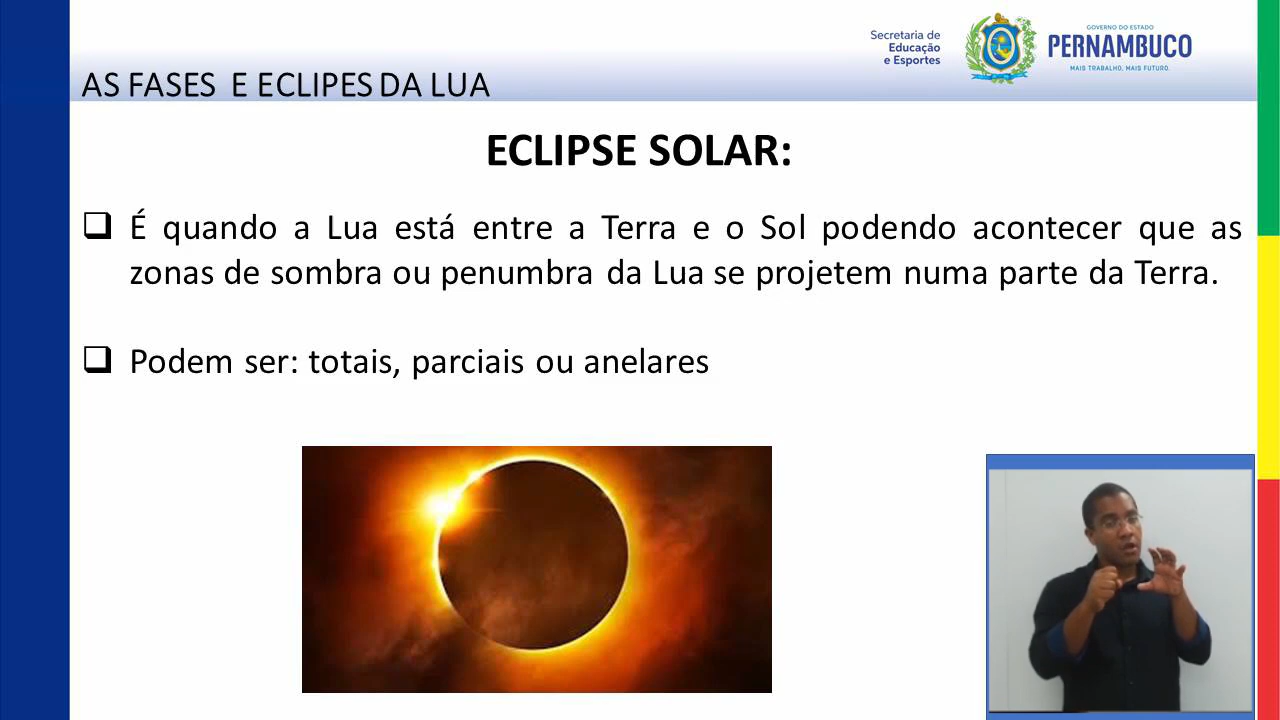 Secretaria de
Educação
e Esportes
GOVERNO DO ESTADO
PERNAMBUCO
MAIS TRABALHO, MAIS FUTURO.
AS FASES E ECLIPES DA LUA
ECLIPSE SOLAR:
É quando a Lua está entre a Terra e o Sol podendo acontecer que as
zonas de sombra ou penumbra da Lua se projetem numa parte da Terra.
Podem ser: totais, parciais ou anelares